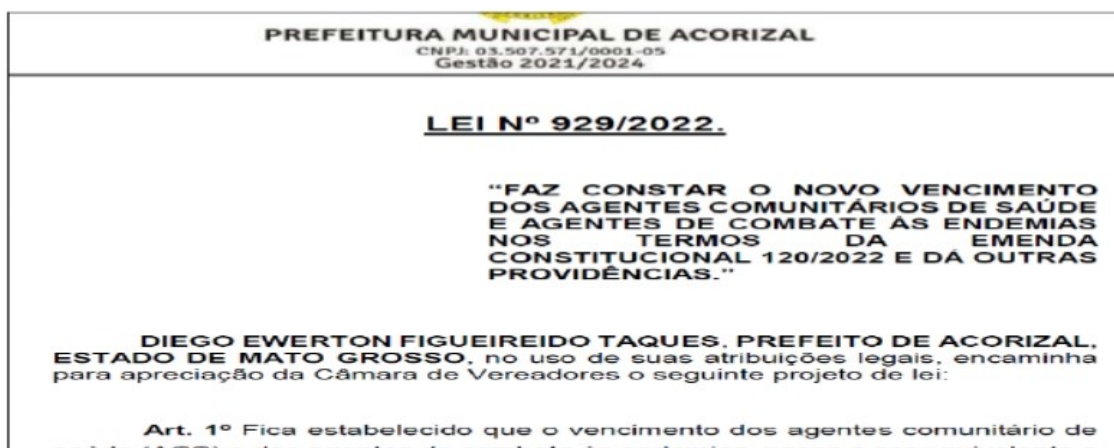 PREFEITURA MUNICIPAL DE ACORIZAL
CNPJ: 03.507.571/0001-05
Gestão 2021/2024
LEI Nº 929/2022.
“FAZ CONSTAR O NOVO VENCIMENTO
DOS AGENTES COMUNITÁRIOS DE SAÚDE
E AGENTES DE COMBATE ÀS ENDEMIAS
NOS TERMOS DA EMENDA
CONSTITUCIONAL 120/2022 E DÁ OUTRAS
PROVIDÊNCIAS.”
DIEGO EWERTON FIGUEIREIDO TAQUES, PREFEITO DE ACORIZAL,
ESTADO DE MATO GROSSO, no uso de suas atribuições legais, encaminha
para apreciação da Câmara de Vereadores o seguinte projeto de lei:
Art. 1º Fica estabelecido que o vencimento dos agentes comunitário de